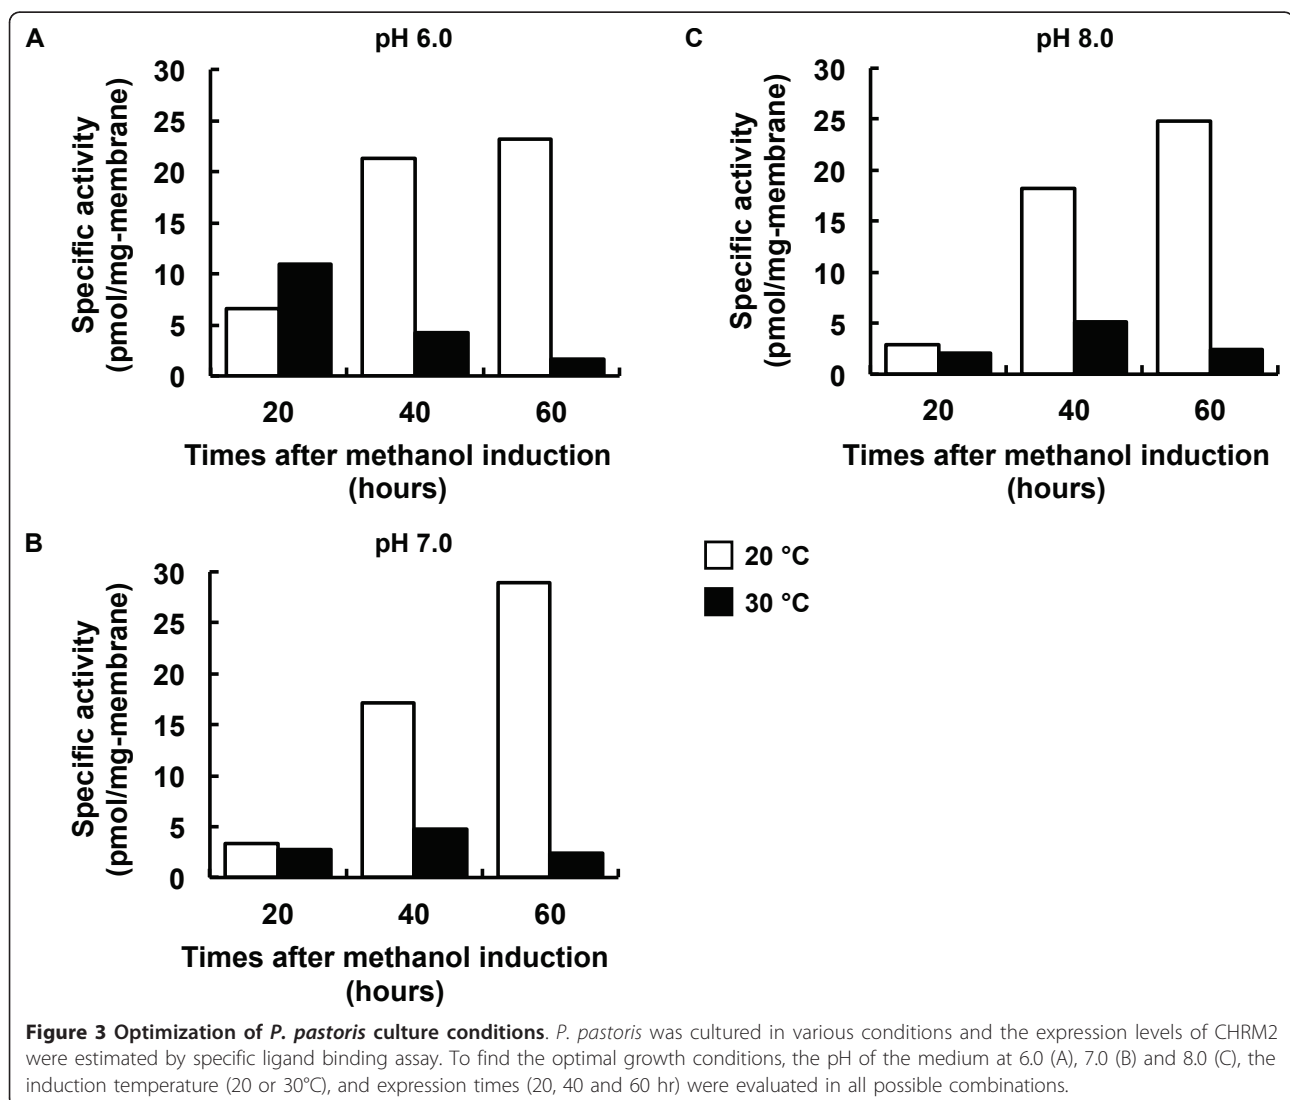 A
pH 6.0
Specific activity
(pmol/mg-membrane)
30
25
20
15
10
5
0
20 40 60
Times after methanol induction
(hours)
C
pH 8.0
Specific activity
(pmol/mg-membrane)
30
25
20
15
10
5
0
20 40 60
Times after methanol induction
(hours)
B
pH 7.0
Specific activity
(pmol/mg-membrane)
30
25
20
15
10
5
0
20 40 60
Times after methanol induction
(hours)
20 °C
30 °C
Figure 3 Optimization of P. pastoris culture conditions. P. pastoris was cultured in various conditions and the expression levels of CHRM2
were estimated by specific ligand binding assay. To find the optimal growth conditions, the pH of the medium at 6.0 (A), 7.0 (B) and 8.0 (C), the
induction temperature (20 or 30°C), and expression times (20, 40 and 60 hr) were evaluated in all possible combinations.